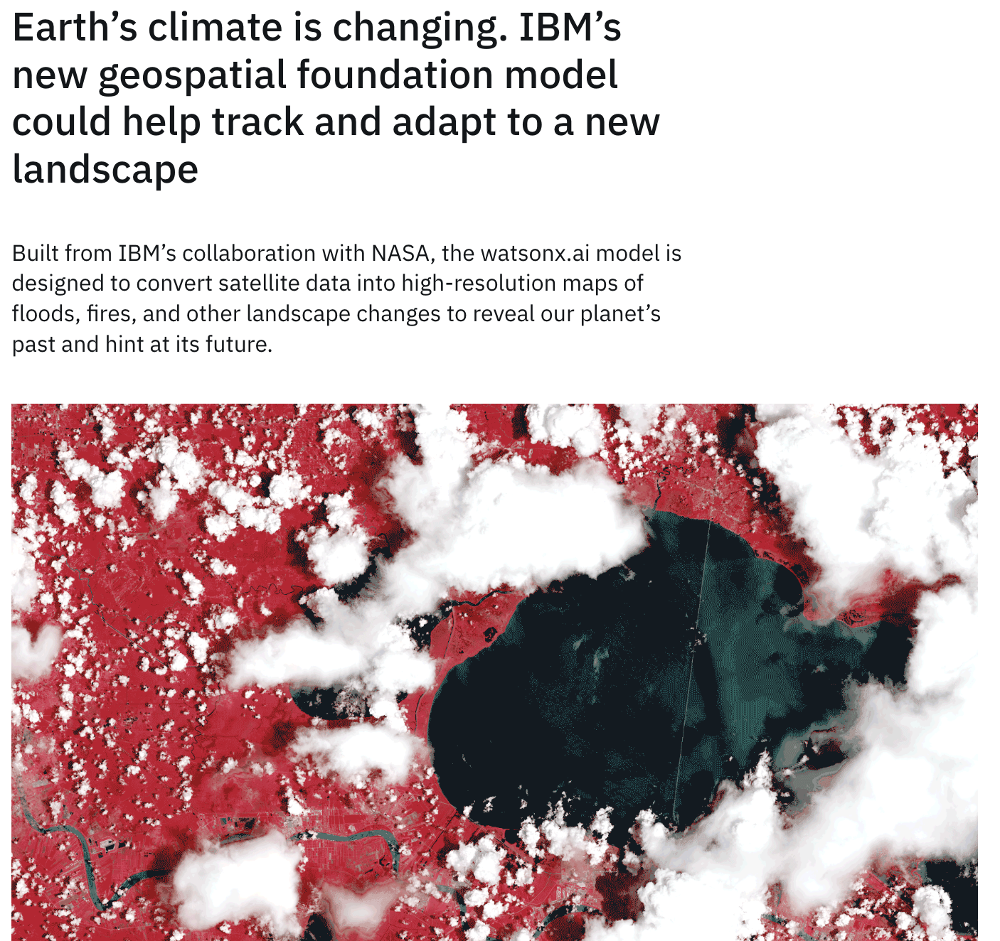 Earth’s climate is changing. IBM’s
new geospatial foundation model
could help track and adapt to a new
landscape
Built from IBM’s collaboration with NASA, the watsonx.ai model is
designed to convert satellite data into high-resolution maps of
floods, fires, and other landscape changes to reveal our planet’s
past and hint at its future.